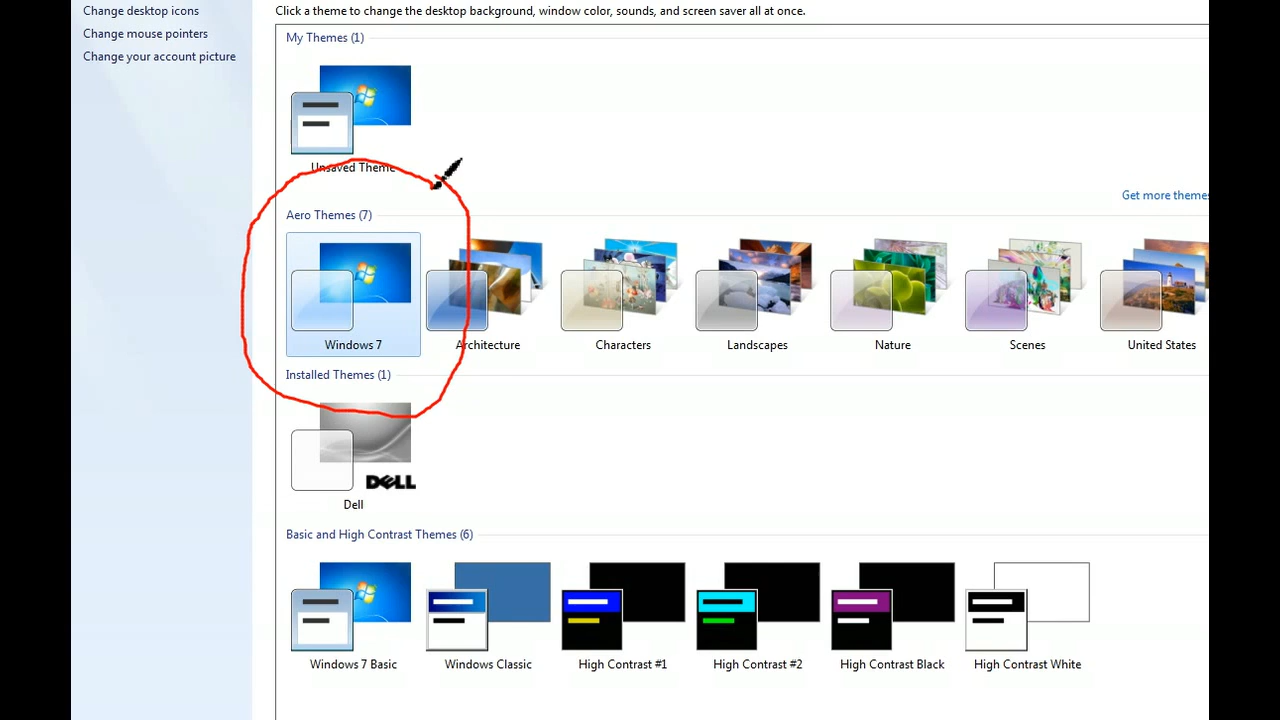 Change desktop icons
Change mouse pointers
Change your account picture
Click a theme to change the desktop background, window color, sounds, and screen saver all at once.
My Themes (1)
Unsaved Theme
Get more themes
Aero Themes (7)
Windows 7
Architecture
Characters
Landscapes
Nature
Scenes
United States
Installed Themes (1)
DELL
Dell
Basic and High Contrast Themes (6)
Windows 7 Basic
Windows Classic
High Contrast #1
High Contrast #2
High Contrast Black
High Contrast White